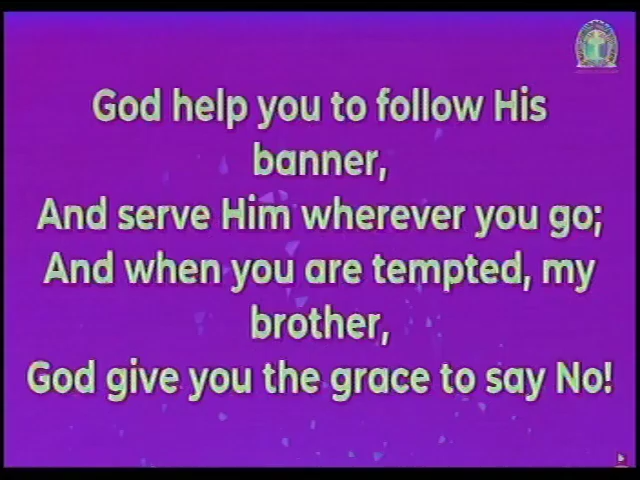 God help you to follow His
banner,
And serve Him wherever you go;
And when you are tempted, my
brother,
God give you the grace to say No!